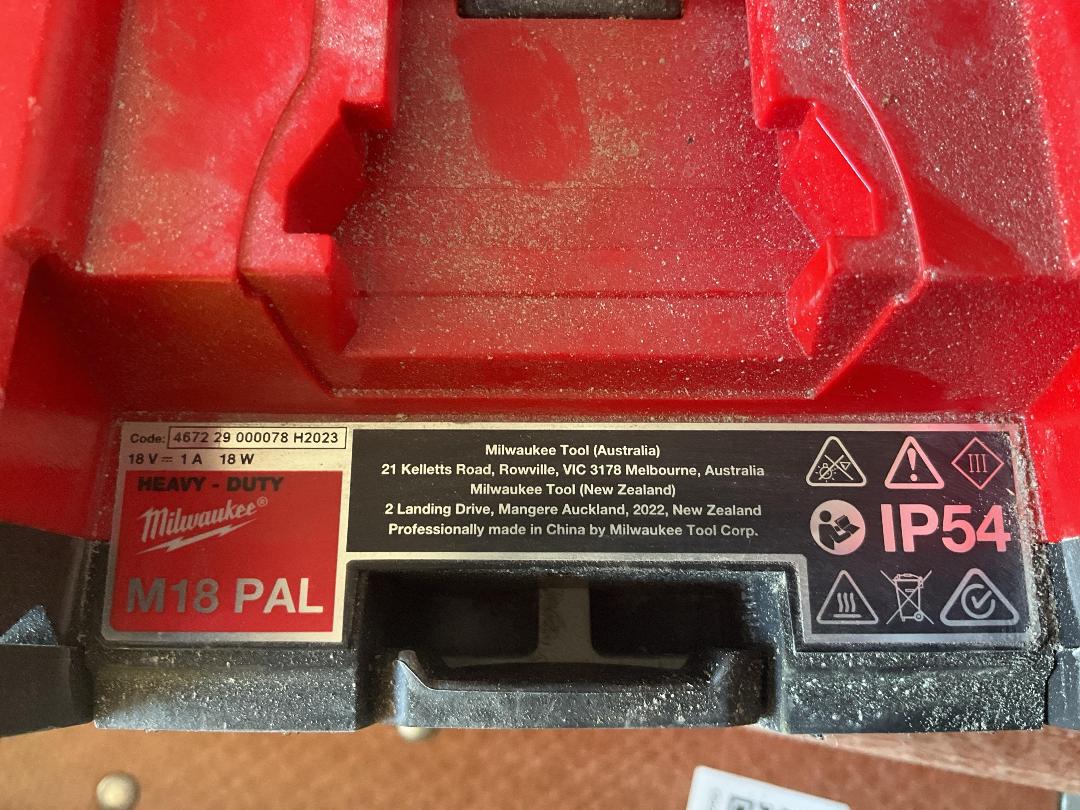 Code: 4672 29 000078 H2023
18 V ⎓ 1 A 18 W
HEAVY - DUTY
Milwaukee®
M18 PAL
Milwaukee Tool (Australia)
21 Kelletts Road, Rowville, VIC 3178 Melbourne, Australia
Milwaukee Tool (New Zealand)
2 Landing Drive, Mangere Auckland, 2022, New Zealand
Professionally made in China by Milwaukee Tool Corp.
III
IP54